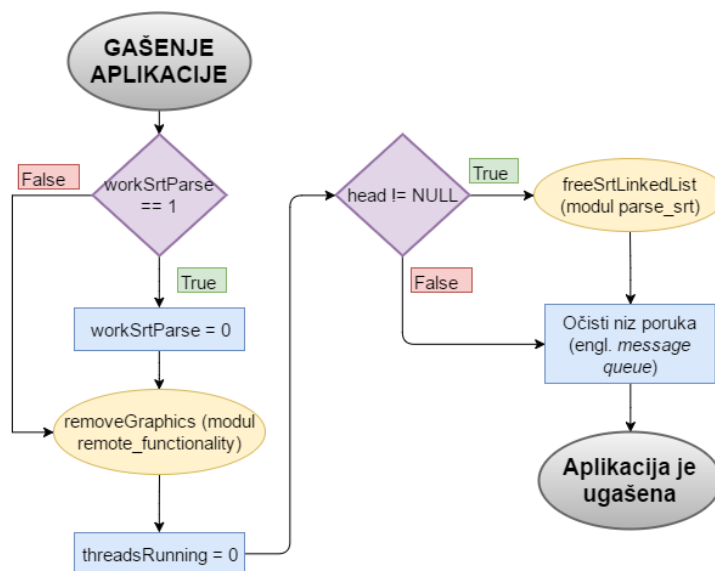 GAŠENJE
APLIKACIJE
False
workSrtParse
== 1
True
workSrtParse = 0
removeGraphics (modul
remote_functionality)
threadsRunning = 0
head != NULL
True
False
freeSrtLinkedList
(modul parse_srt)
Očisti niz poruka
(engl. message
queue)
Aplikacija je
ugašena